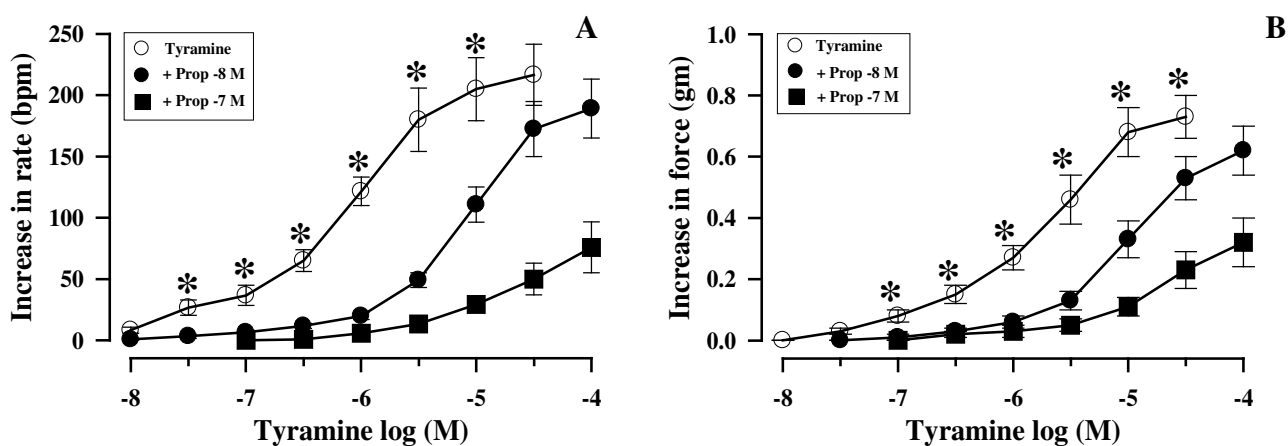 A
Tyramine
+ Prop -8 M
+ Prop -7 M
Increase in rate (bpm)
250
200
150
100
50
0
-8
-7
-6
-5
-4
Tyramine log (M)
* * * * * * *
B
Tyramine
+ Prop -8 M
+ Prop -7 M
Increase in force (gm)
1.0
0.8
0.6
0.4
0.2
0.0
-8
-7
-6
-5
-4
Tyramine log (M)
* * * * * *